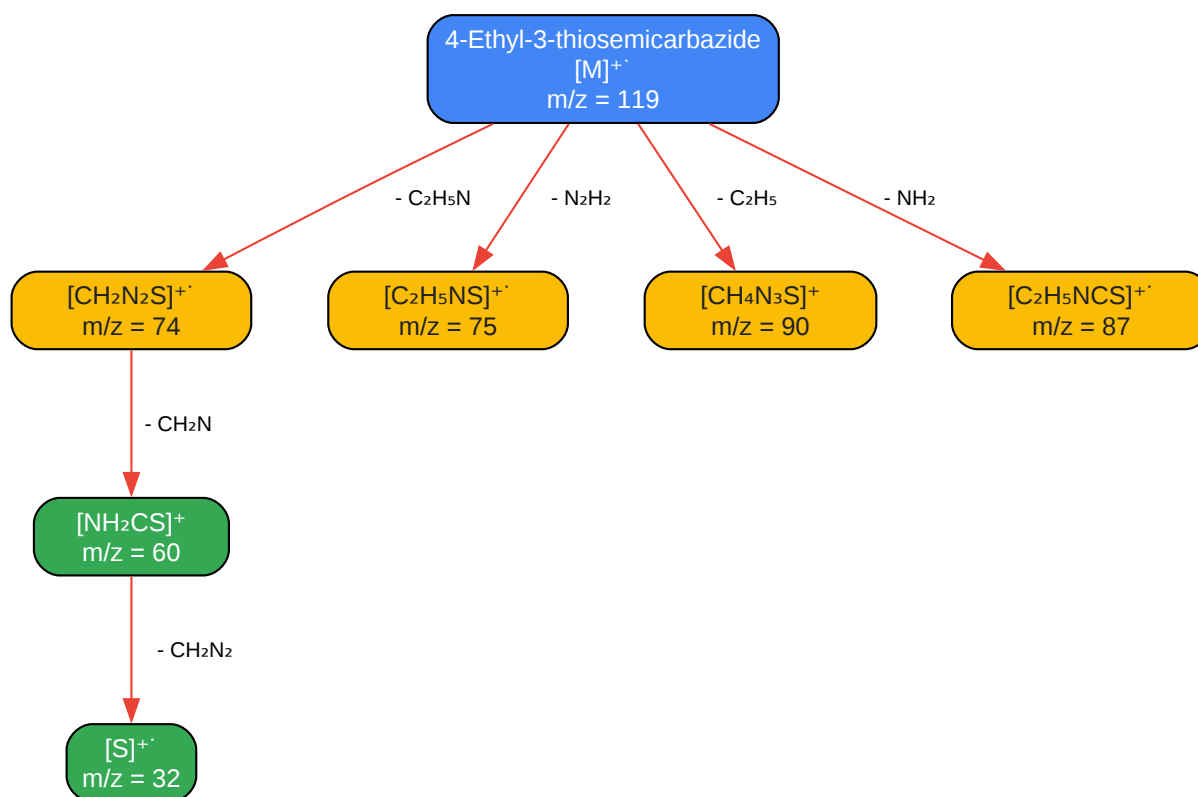 4-Ethyl-3-thiosemicarbazide
[M]⁺˙
m/z = 119
- C₂H₅N
- N₂H₂
- C₂H₅
- NH₂
[CH₂N₂S]⁺˙
m/z = 74
[C₂H₅NS]⁺˙
m/z = 75
[CH₄N₃S]⁺
m/z = 90
[C₂H₅NCS]⁺˙
m/z = 87
- CH₂N
[NH₂CS]⁺
m/z = 60
- CH₂N₂
[S]⁺˙
m/z = 32